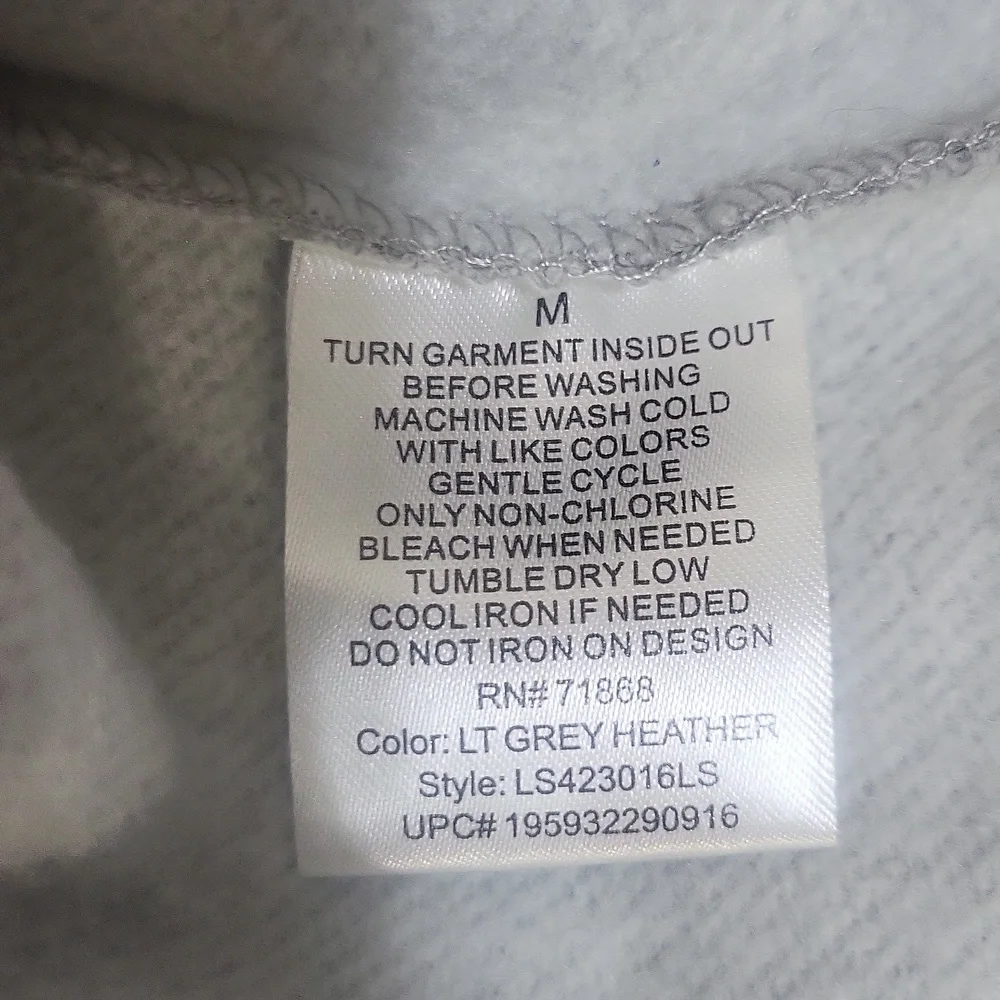 M
TURN GARMENT INSIDE OUT
BEFORE WASHING
MACHINE WASH COLD
WITH LIKE COLORS
GENTLE CYCLE
ONLY NON-CHLORINE
BLEACH WHEN NEEDED
TUMBLE DRY LOW
COOL IRON IF NEEDED
DO NOT IRON ON DESIGN
RN# 71868
Color: LT GREY HEATHER
Style: LS423016LS
UPC# 195932290916